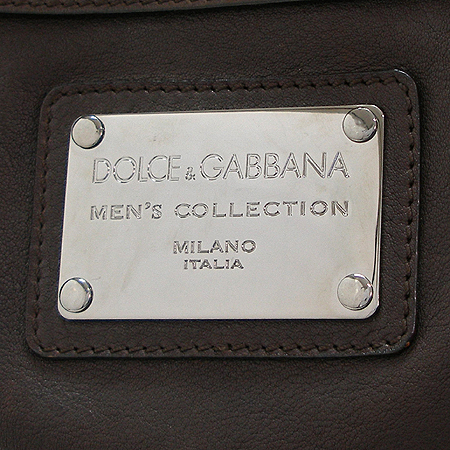 DOLCE & GABBANA
MEN'S COLLECTION
MILANO
ITALIA